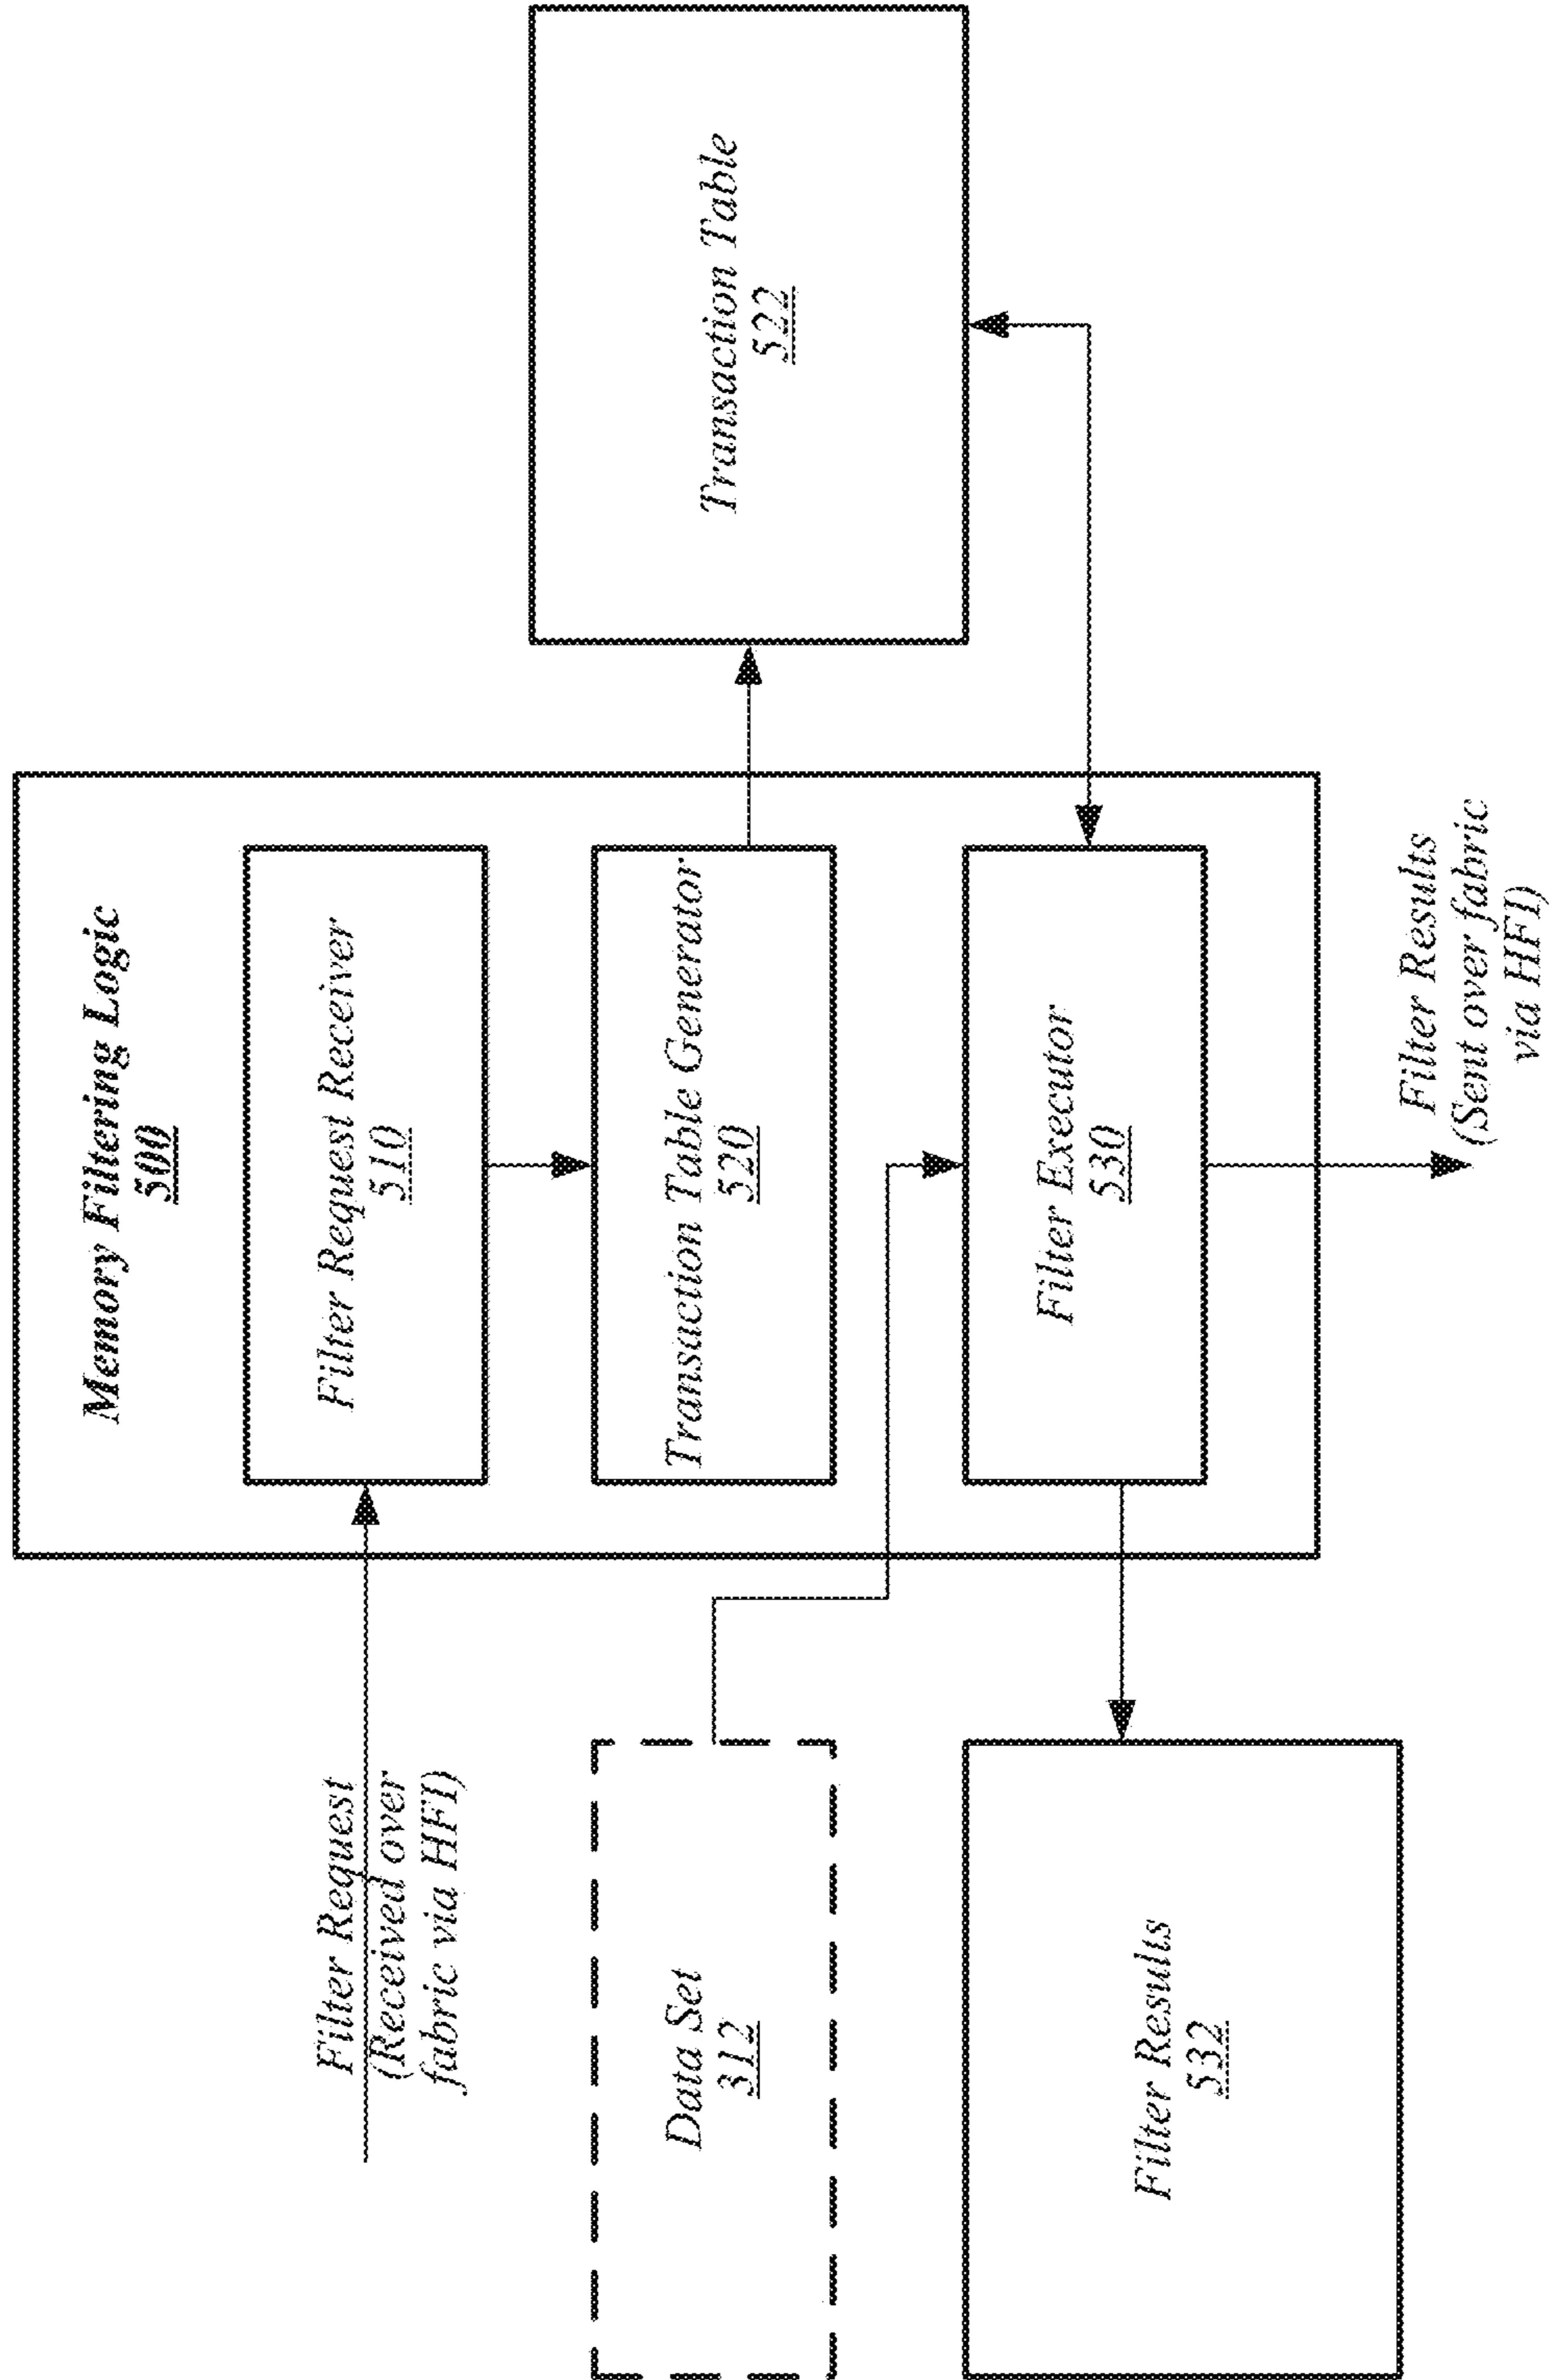 Memory Filtering Logic
500
Filter Request
(Received over
fabric via HFI)
Filter Request Receiver
510
Data Set
312
Transaction Table Generator
520
Transaction Table
522
Filter Executor
530
Filter Results
532
Filter Results
(Sent over fabric
via HFI)